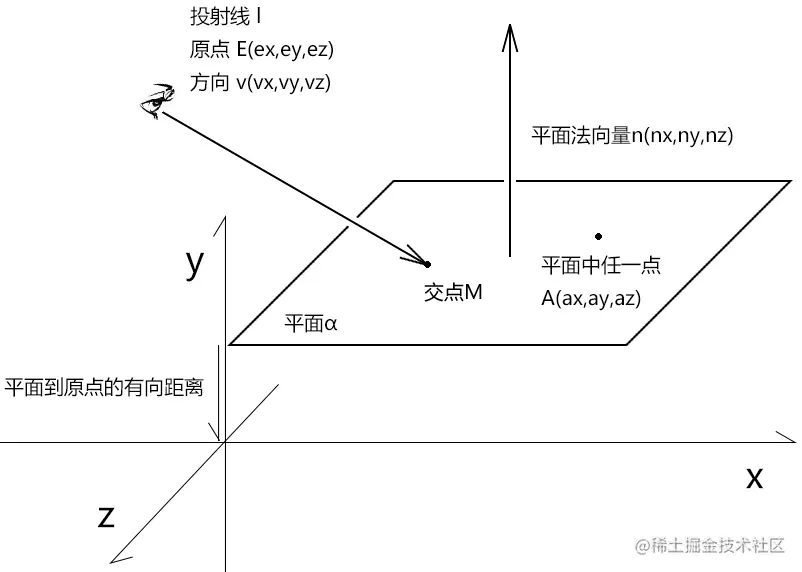 投射线 l
原点 E(ex,ey,ez)
方向 v(vx,vy,vz)
平面法向量n(nx,ny,nz)
y
平面中任一点
A(ax,ay,az)
交点M
平面α
平面到原点的有向距离
x
z
@稀土掘金技术社区